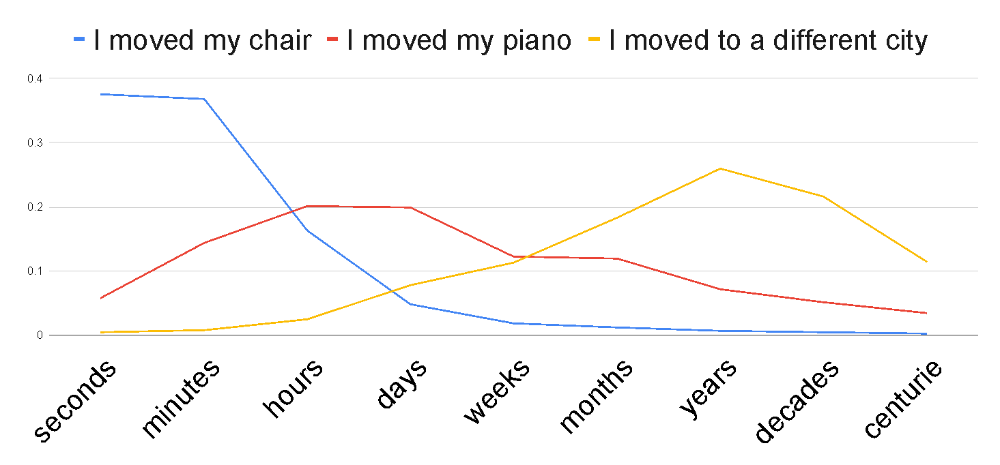 I moved my chair I moved my piano I moved to a different city
0.4
0.3
0.2
0.1
0
seconds
minutes
hours
days
weeks
months
years
decades
centurie